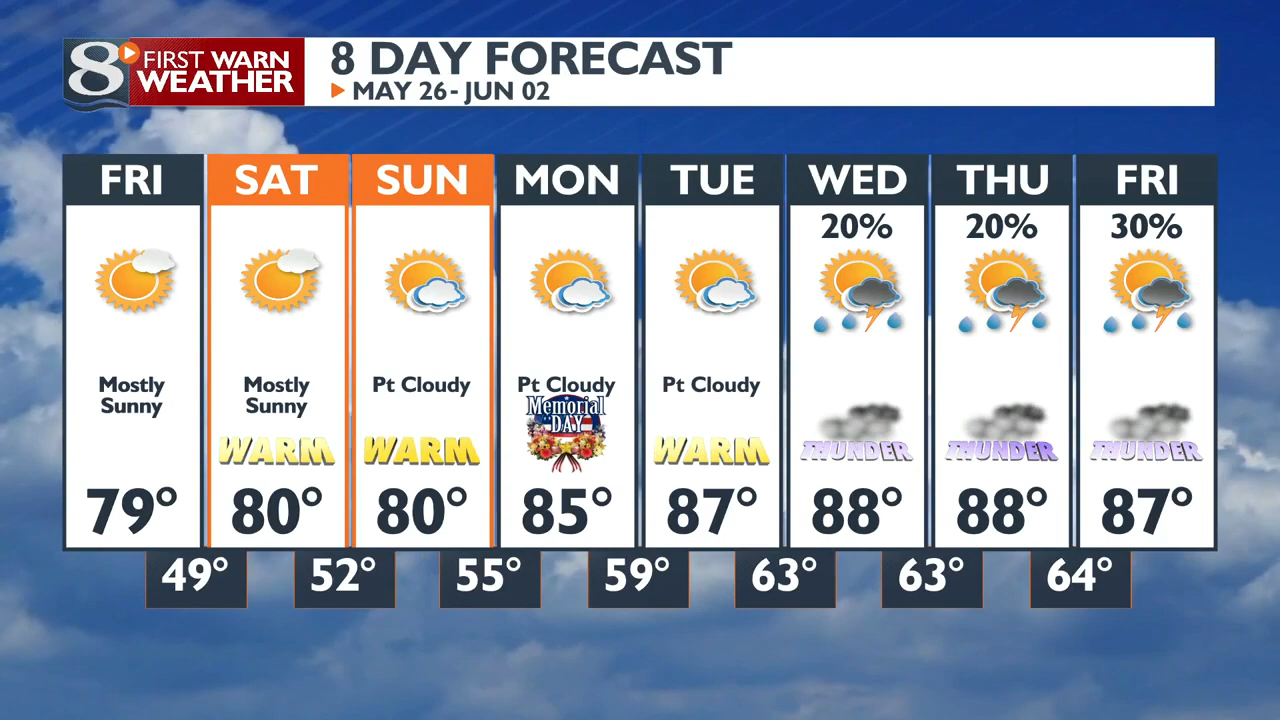 8 FIRST WARN
WEATHER
8 DAY FORECAST
MAY 26 - JUN 02
FRI SAT SUN MON TUE WED THU FRI
20% 20% 30%
Mostly
Sunny
Mostly
Sunny
Pt Cloudy
Pt Cloudy
Pt Cloudy
Memorial
DAY
WARM WARM WARM THUNDER THUNDER THUNDER
79° 80° 80° 85° 87° 88° 88° 87°
49° 52° 55° 59° 63° 63° 64°